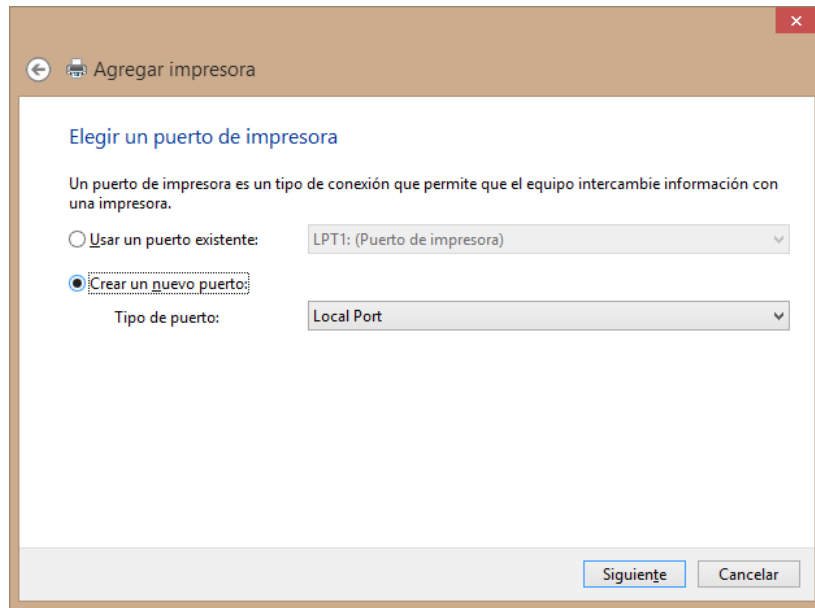 Agregar impresora
Elegir un puerto de impresora
Un puerto de impresora es un tipo de conexión que permite que el equipo intercambie información con
una impresora.
Usar un puerto existente: LPT1: (Puerto de impresora)
Crear un nuevo puerto:
Tipo de puerto: Local Port
Siguiente Cancelar